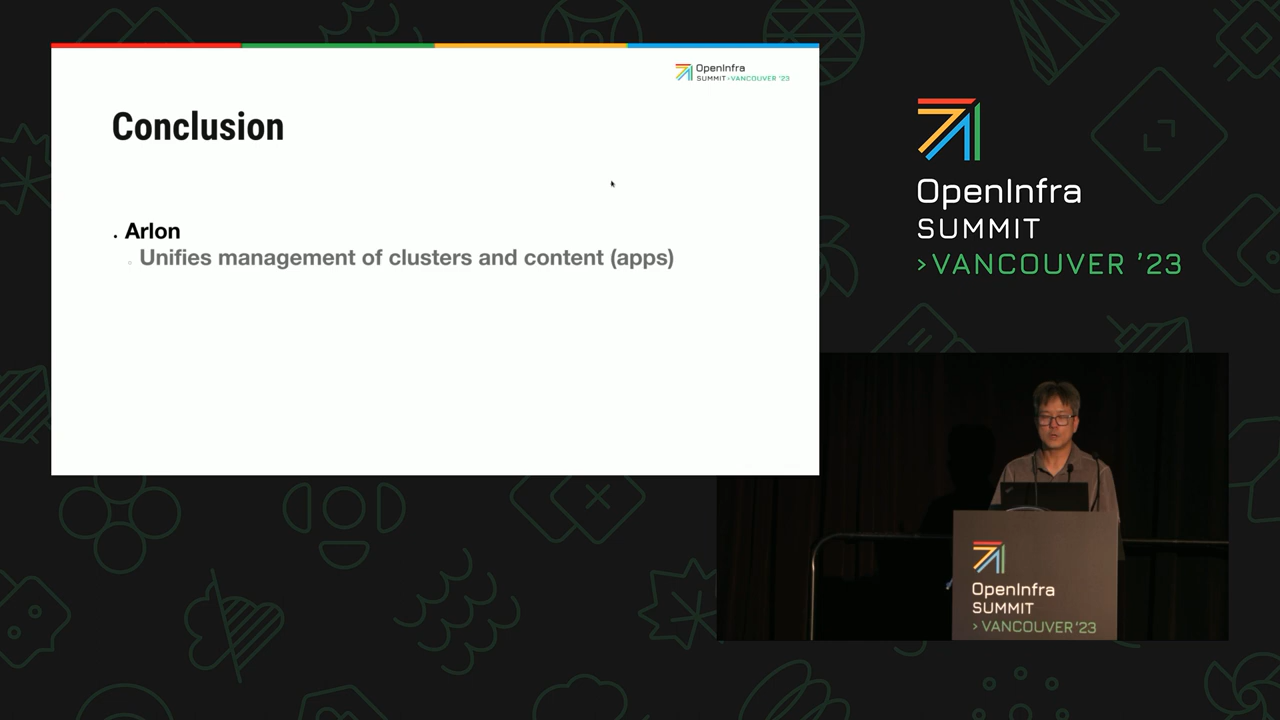 OpenInfra
SUMMIT ›VANCOUVER '23
Conclusion
. Arlon
Unifies management of clusters and content (apps)
OpenInfra
SUMMIT
›VANCOUVER '23
OpenInfra
SUMMIT
› VANCOUVER '23